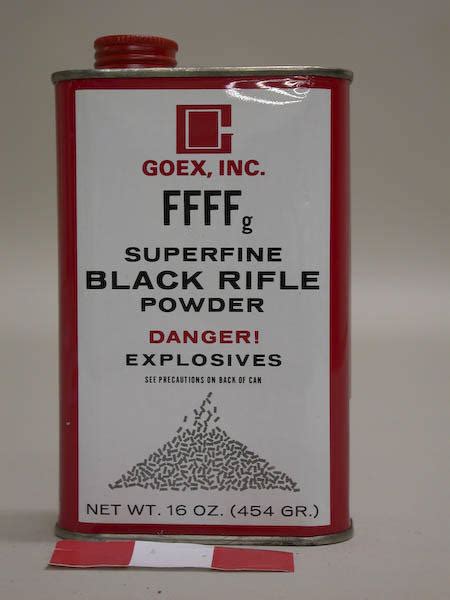 GOEX, INC.
FFFFg
SUPERFINE
BLACK RIFLE
POWDER
DANGER!
EXPLOSIVES
SEE PRECAUTIONS ON BACK OF CAN
NET WT. 16 OZ. (454 GR.)